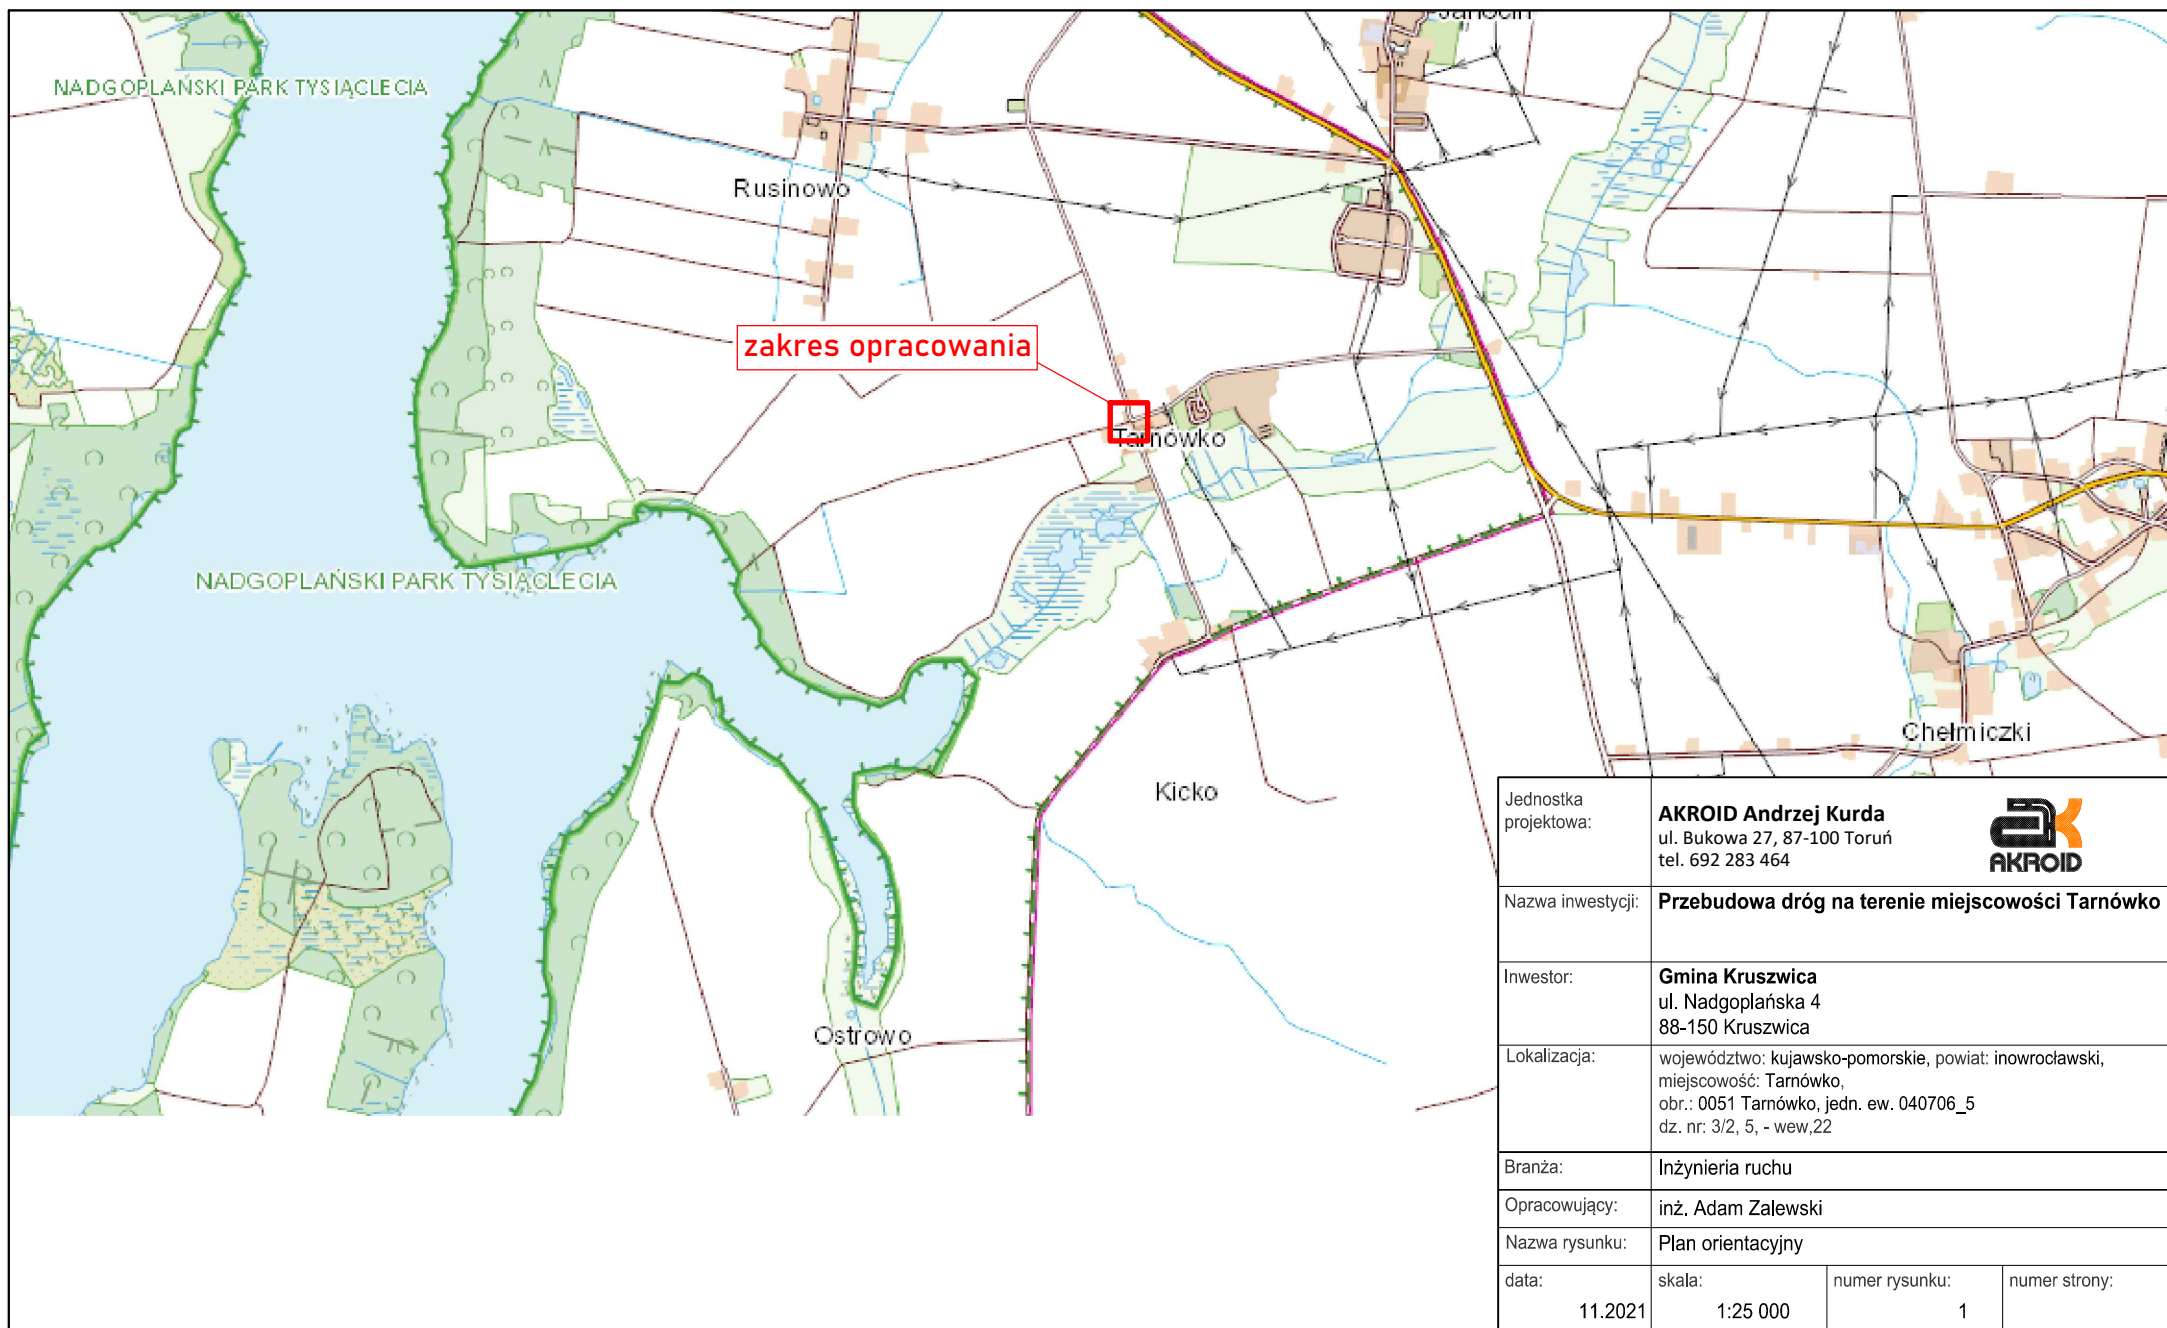 Janocin
NADGOPLAŃSKI PARK TYSIĄCLECIA
Rusinowo
zakres opracowania
Tarnówko
NADGOPLAŃSKI PARK TYSIĄCLECIA
Chełmiczki
Kicko
Ostrowo
Jednostka
projektowa:
AKROID Andrzej Kurda
ul. Bukowa 27, 87-100 Toruń
tel. 692 283 464
AKROID
Nazwa inwestycji: Przebudowa dróg na terenie miejscowości Tarnówko
Inwestor: Gmina Kruszwica
ul. Nadgoplańska 4
88-150 Kruszwica
Lokalizacja: województwo: kujawsko-pomorskie, powiat: inowrocławski,
miejscowość: Tarnówko,
obr.: 0051 Tarnówko, jedn. ew. 040706_5
dz. nr: 3/2, 5, - wew,22
Branża: Inżynieria ruchu
Opracowujący: inż. Adam Zalewski
Nazwa rysunku: Plan orientacyjny
data: skala: numer rysunku: numer strony:
11.2021 1:25 000 1